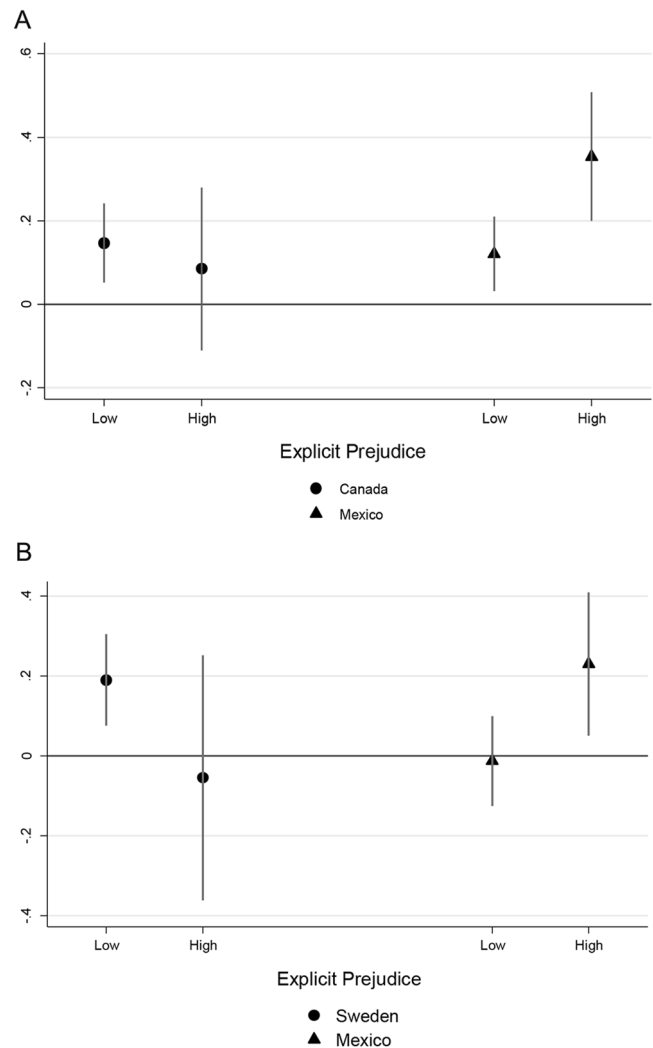 A
.6
.4
.2
0
-.2
Low High Low High
Explicit Prejudice
Canada
Mexico
B
.4
.2
0
-.2
-.4
Low High Low High
Explicit Prejudice
Sweden
Mexico